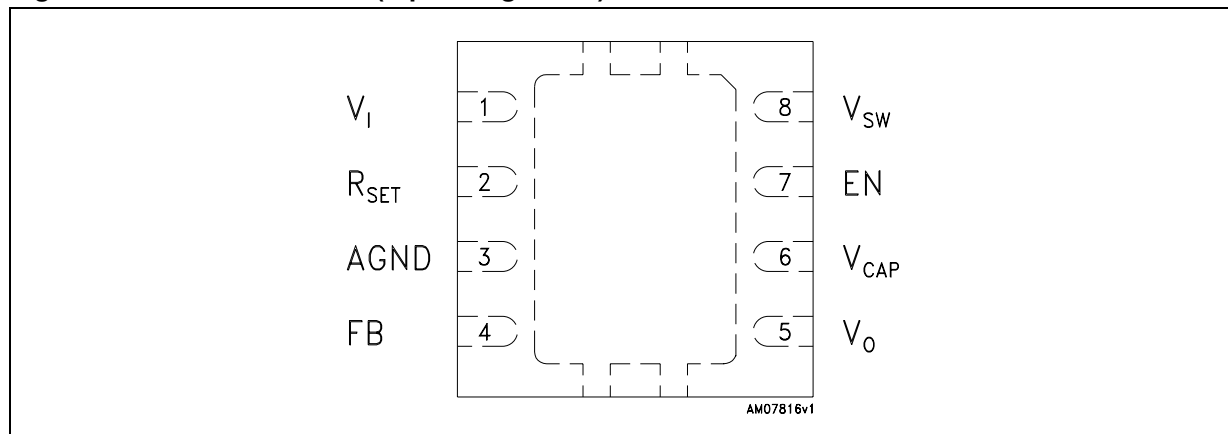 V_I 1 8 V_SW
R_SET 2 7 EN
AGND 3 6 V_CAP
FB 4 5 V_O
AM07816v1